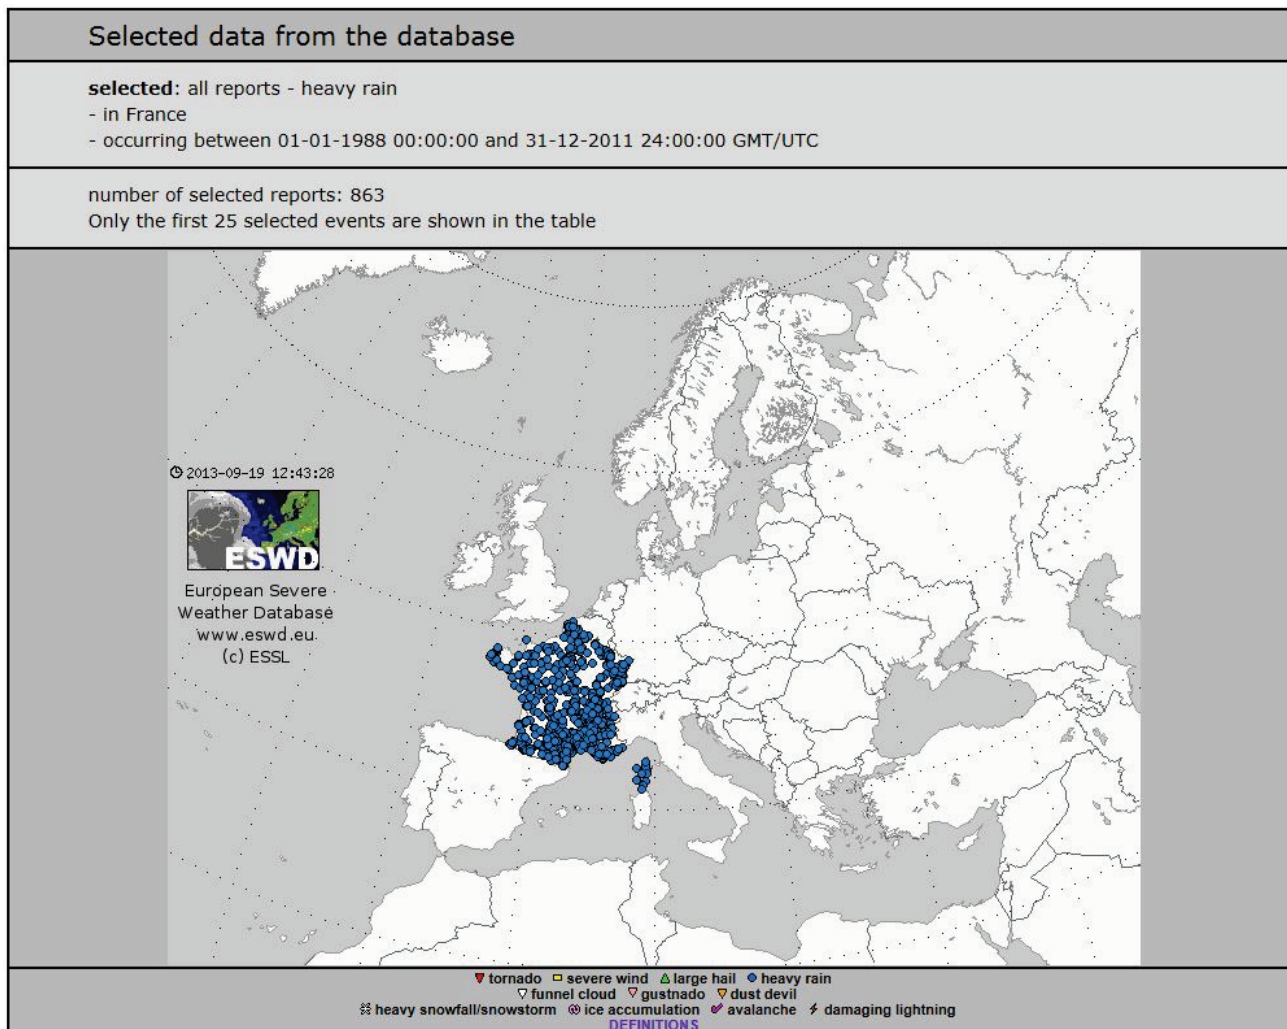 Selected data from the database
selected: all reports - heavy rain
- in France
- occurring between 01-01-1988 00:00:00 and 31-12-2011 24:00:00 GMT/UTC
number of selected reports: 863
Only the first 25 selected events are shown in the table
2013-09-19 12:43:28
ESWD
European Severe
Weather Database
www.eswd.eu
(c) ESSL
tornado severe wind large hail heavy rain
funnel cloud gustnado dust devil
heavy snowfall/snowstorm ice accumulation avalanche damaging lightning
DEFINITIONS